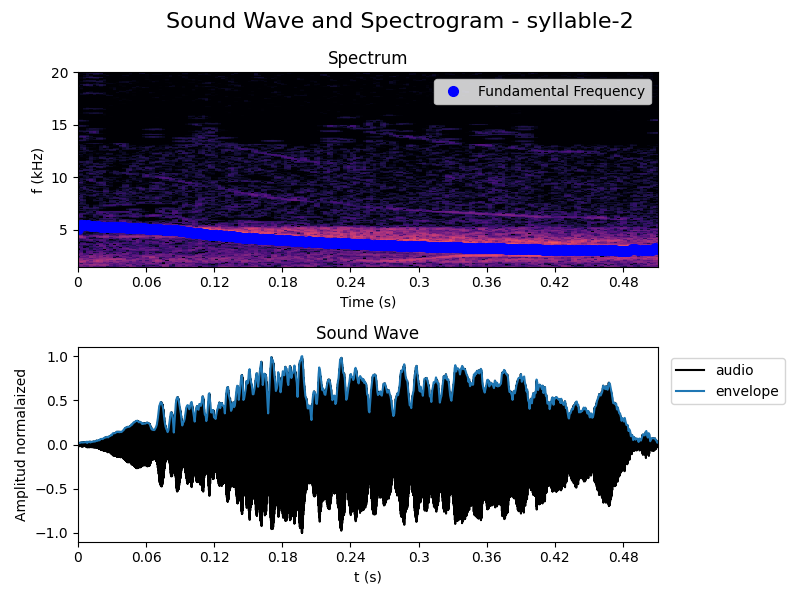 Sound Wave and Spectrogram - syllable-2
Spectrum
20
15
10
5
f (kHz)
Fundamental Frequency
0 0.06 0.12 0.18 0.24 0.3 0.36 0.42 0.48
Time (s)
Sound Wave
1.0
0.5
0.0
−0.5
−1.0
Amplitud normalaized
audio
envelope
0 0.06 0.12 0.18 0.24 0.3 0.36 0.42 0.48
t (s)